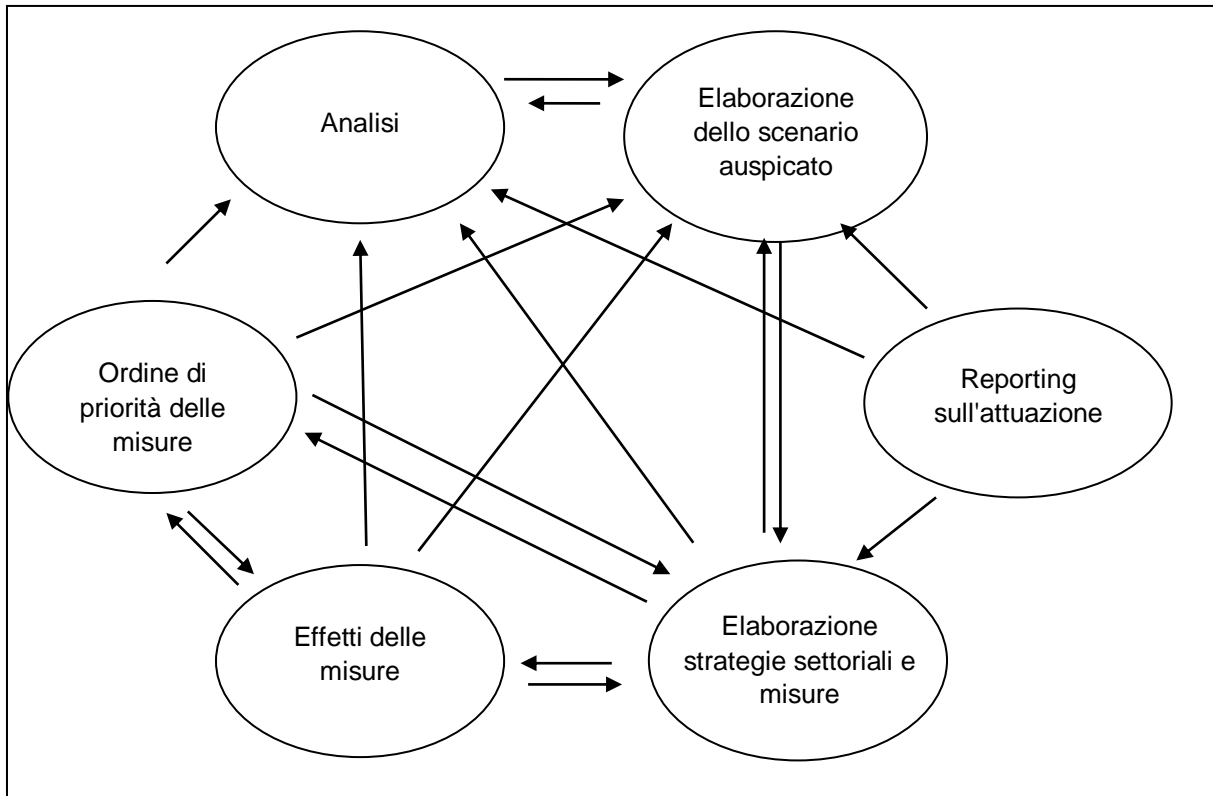 Analisi
Elaborazione
dello scenario
auspicato
Ordine di
priorità delle
misure
Reporting
sull'attuazione
Effetti delle
misure
Elaborazione
strategie settoriali e
misure